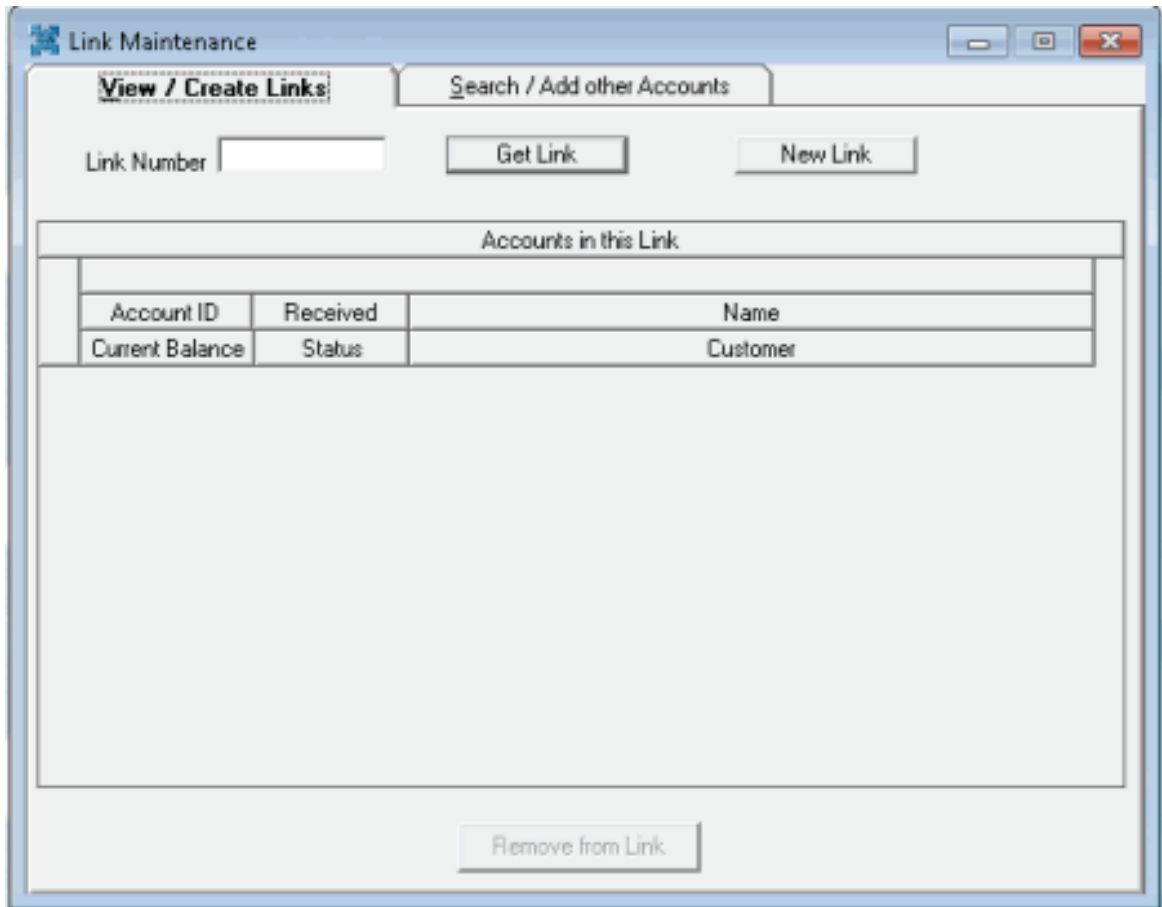 Link Maintenance
View / Create Links Search / Add other Accounts
Link Number Get Link New Link
Accounts in this Link
Account ID Received Name
Current Balance Status Customer
Remove from Link